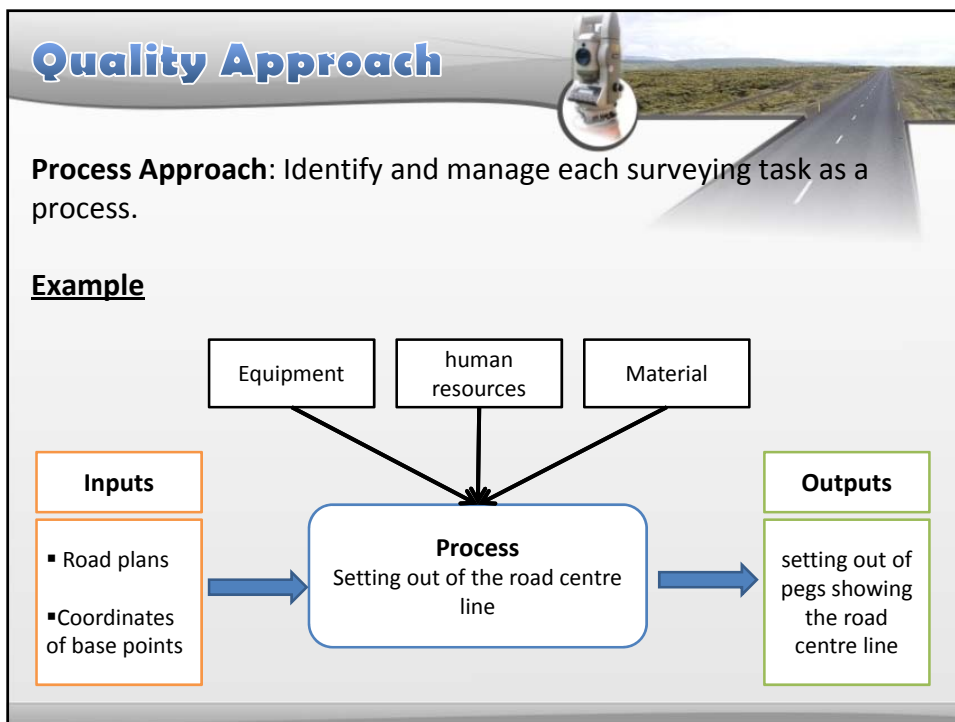 Quality Approach
Process Approach: Identify and manage each surveying task as a
process.
Example
Equipment
human
resources
Material
Inputs
▪ Road plans
▪Coordinates
of base points
Process
Setting out of the road centre
line
Outputs
setting out of
pegs showing
the road
centre line